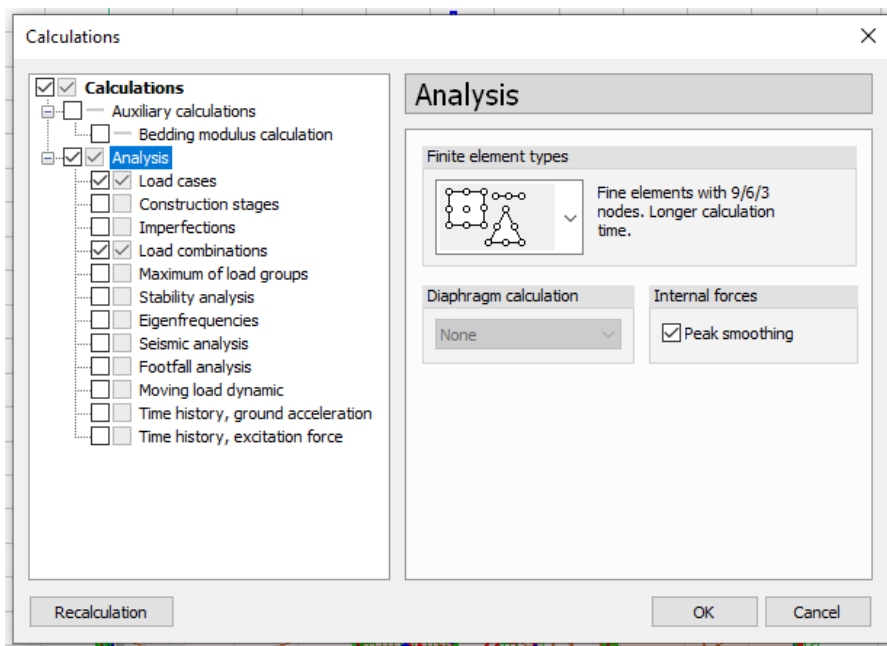 Calculations
Calculations
Auxiliary calculations
Bedding modulus calculation
Analysis
Load cases
Construction stages
Imperfections
Load combinations
Maximum of load groups
Stability analysis
Eigenfrequencies
Seismic analysis
Footfall analysis
Moving load dynamic
Time history, ground acceleration
Time history, excitation force
Analysis
Finite element types
Fine elements with 9/6/3
nodes. Longer calculation
time.
Diaphragm calculation
None
Internal forces
Peak smoothing
Recalculation
OK
Cancel